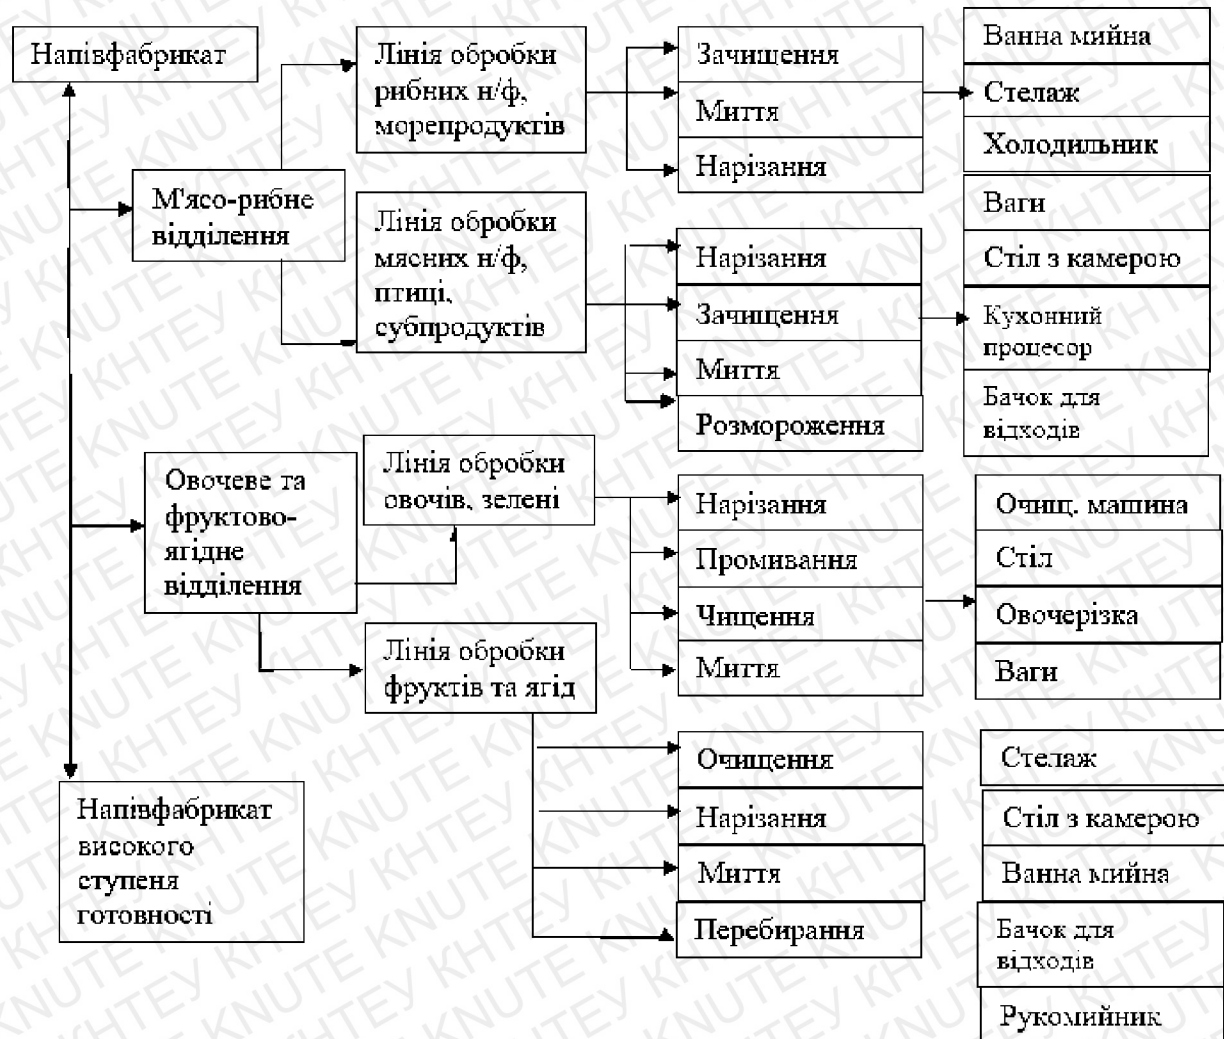 Напівфабрикат
М'ясо-рибне
відділення
Овочеве та
фруктово-
ягідне
відділення
Напівфабрикат
високого
ступеня
готовності
Лінія обробки
рибних н/ф,
морепродуктів
Лінія обробки
мясних н/ф,
птиці,
субпродуктів
Лінія обробки
овочів, зелені
Лінія обробки
фруктів та ягід
Зачищення
Миття
Нарізання
Нарізання
Зачищення
Миття
Розмороження
Нарізання
Промивання
Чищення
Миття
Очищення
Нарізання
Миття
Перебирання
Ванна мийна
Стелаж
Холодильник
Ваги
Стіл з камерою
Кухонний
процесор
Бачок для
відходів
Очищ. машина
Стіл
Овочерізка
Ваги
Стелаж
Стіл з камерою
Ванна мийна
Бачок для
відходів
Рукомийник